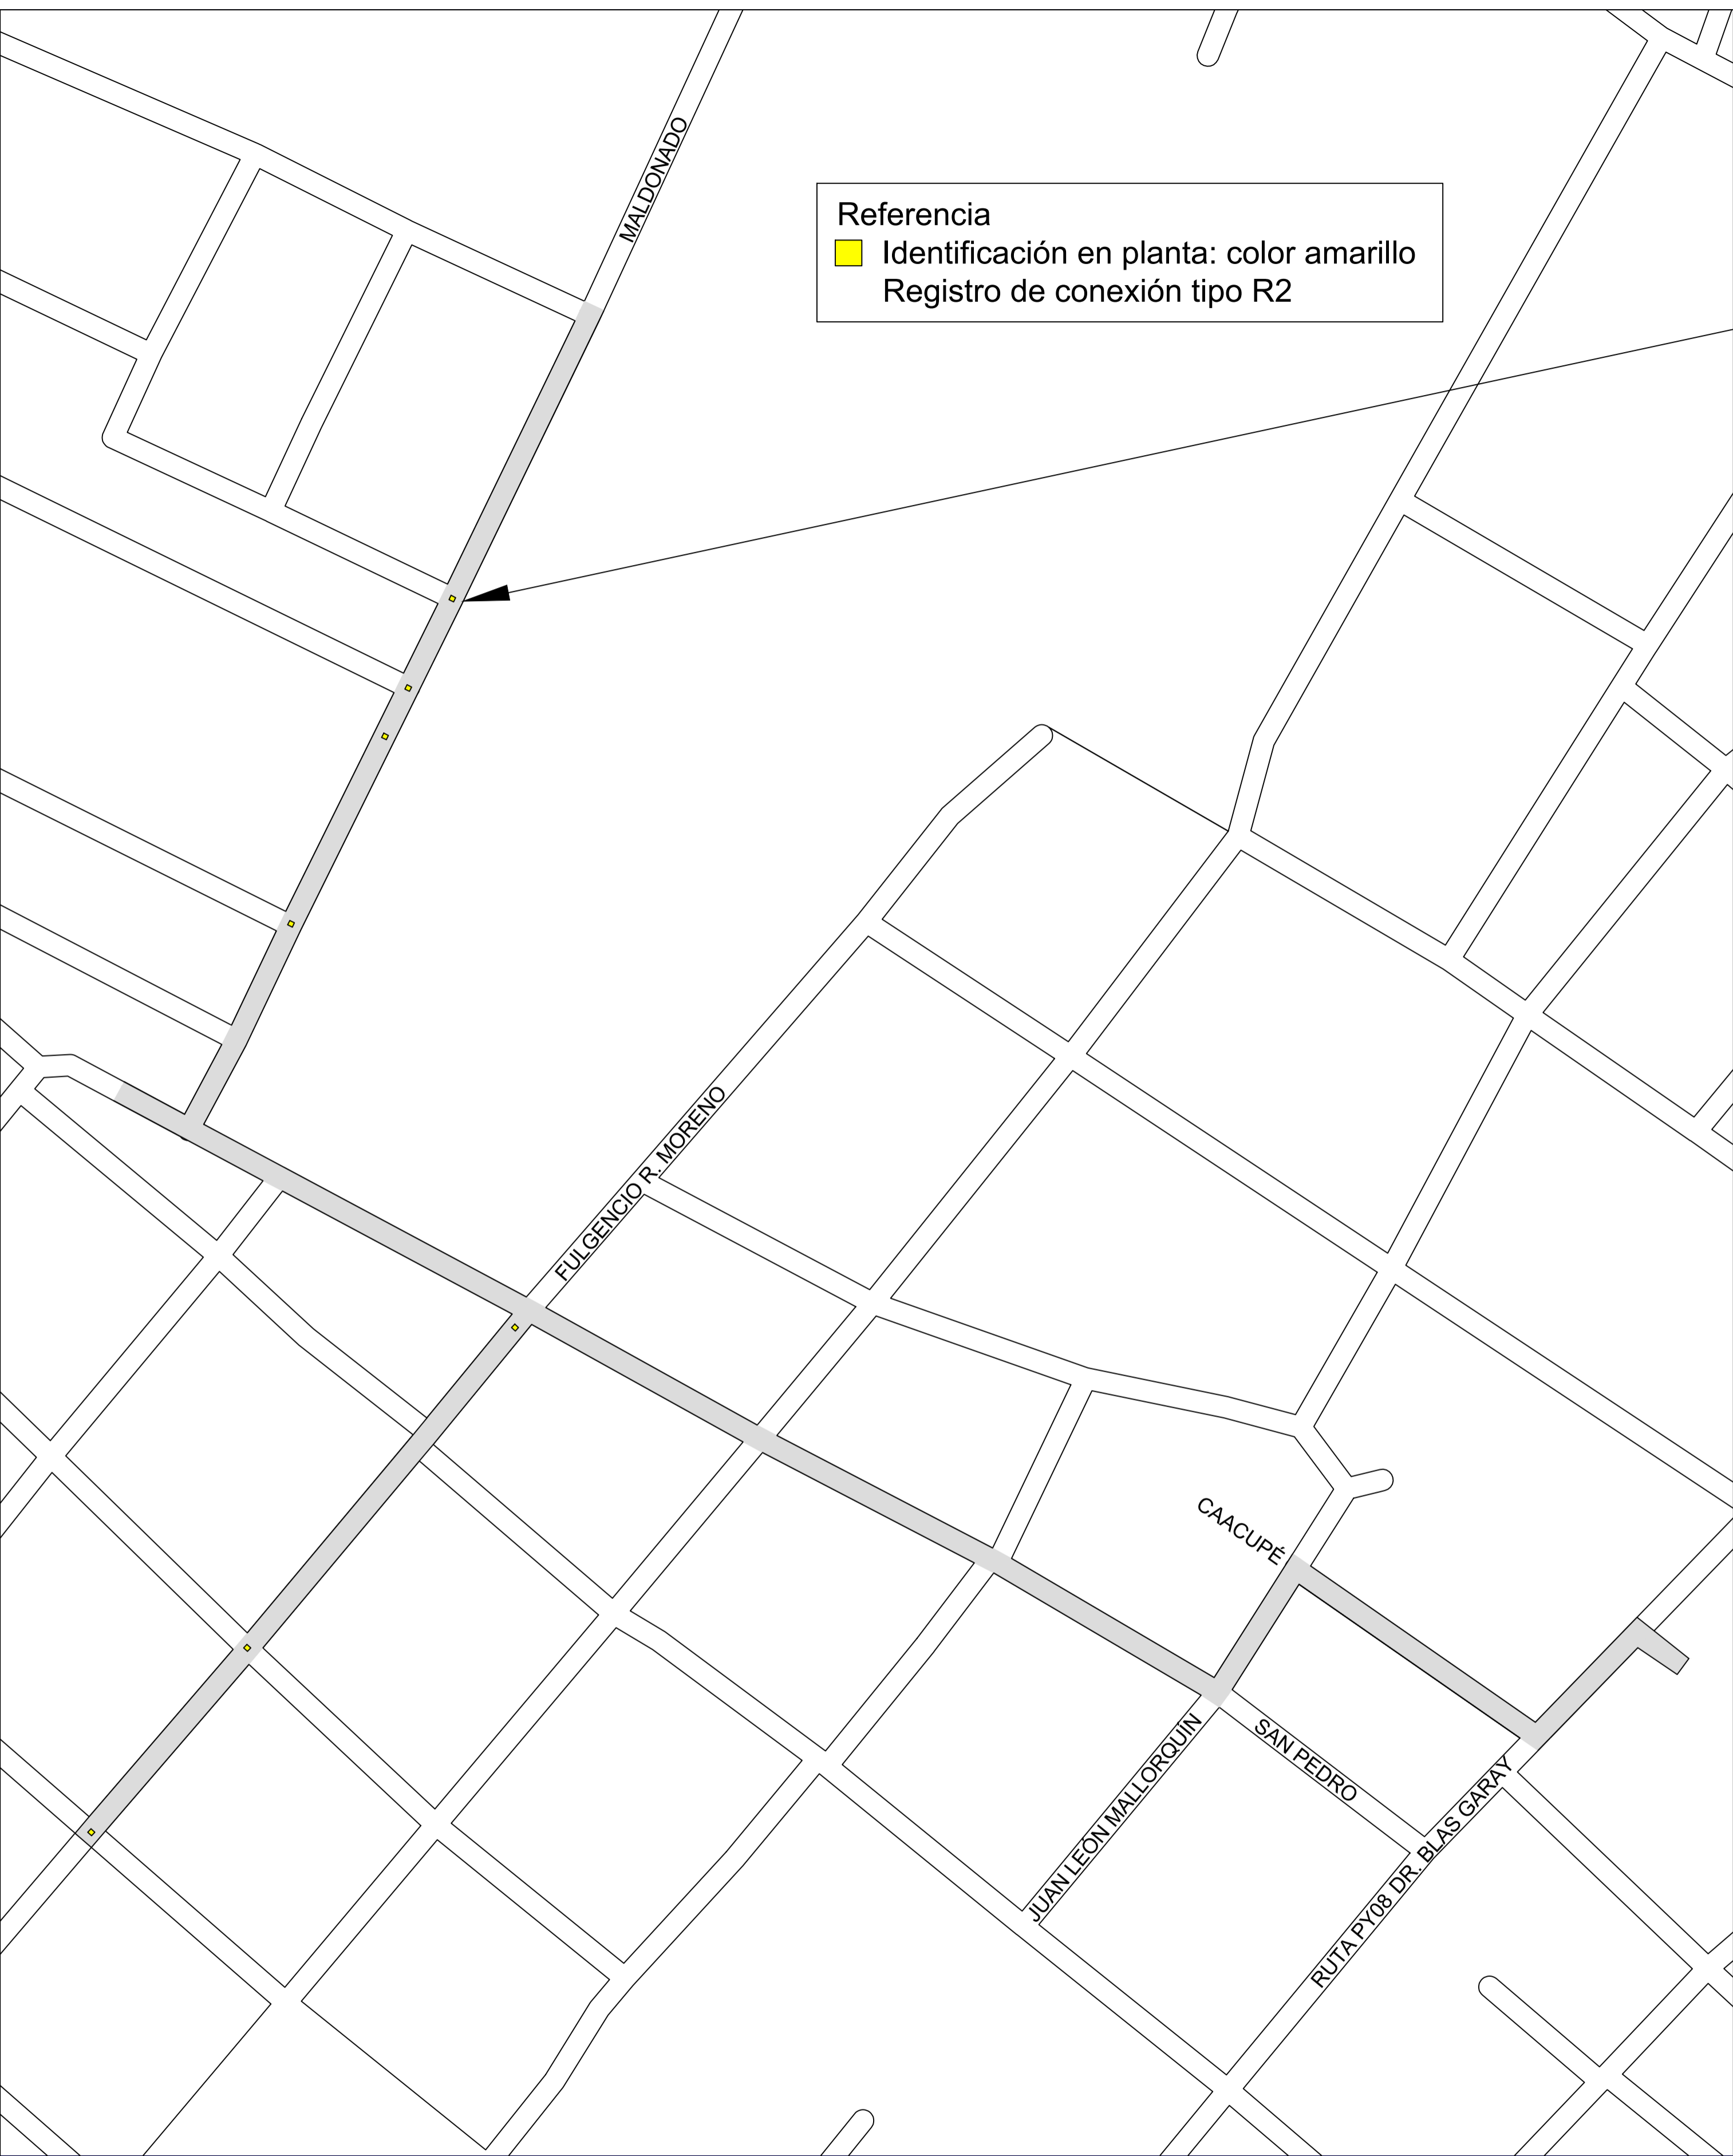 MALDONADO
Referencia
Identificación en planta: color amarillo
Registro de conexión tipo R2
FULGENCIO R. MORENO
CAACUPÉ
SAN PEDRO
JUAN LEÓN MALLORQUIN
RUTA PY08 DR. BLAS GARAY